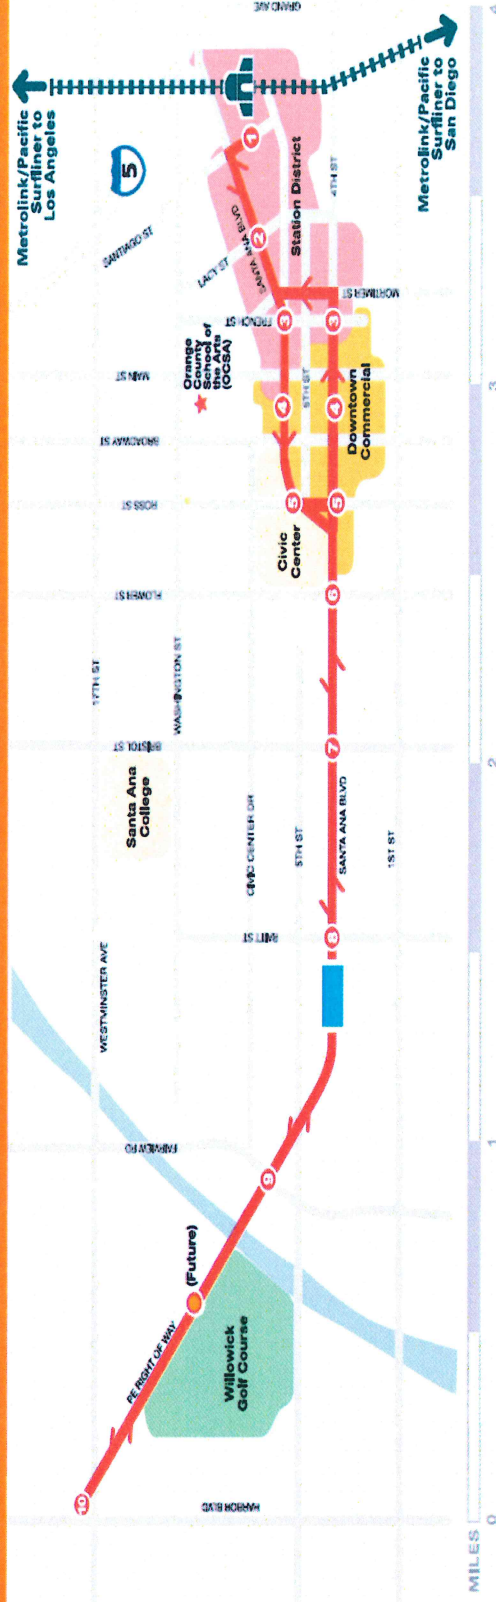 GRAND AVE
Metrolink/Pacific
Surfliner to
Los Angeles
5
Metrolink/Pacific
Surfliner to
San Diego
1
SANTIAGO ST
2
SANTA ANA BLVD
LACY ST
Station District
4TH ST
MORTIMER ST
FRENCH ST
3
3
Orange
County
School of
the Arts
(OCSA)
MAIN ST
5TH ST
4
4
Downtown
Commercial
BROADWAY ST
ROSS ST
5
5
Civic
Center
FLOWER ST
6
17TH ST
WASHINGTON ST
BRISTOL ST
7
Santa Ana
College
CIVIC CENTER DR
5TH ST
SANTA ANA BLVD
1ST ST
RAITT ST
8
WESTMINSTER AVE
FAIRVIEW RD
9
(Future)
PE RIGHT OF WAY
Willowick
Golf Course
10
HARBOR BLVD
MILES
0
1
2
3
4